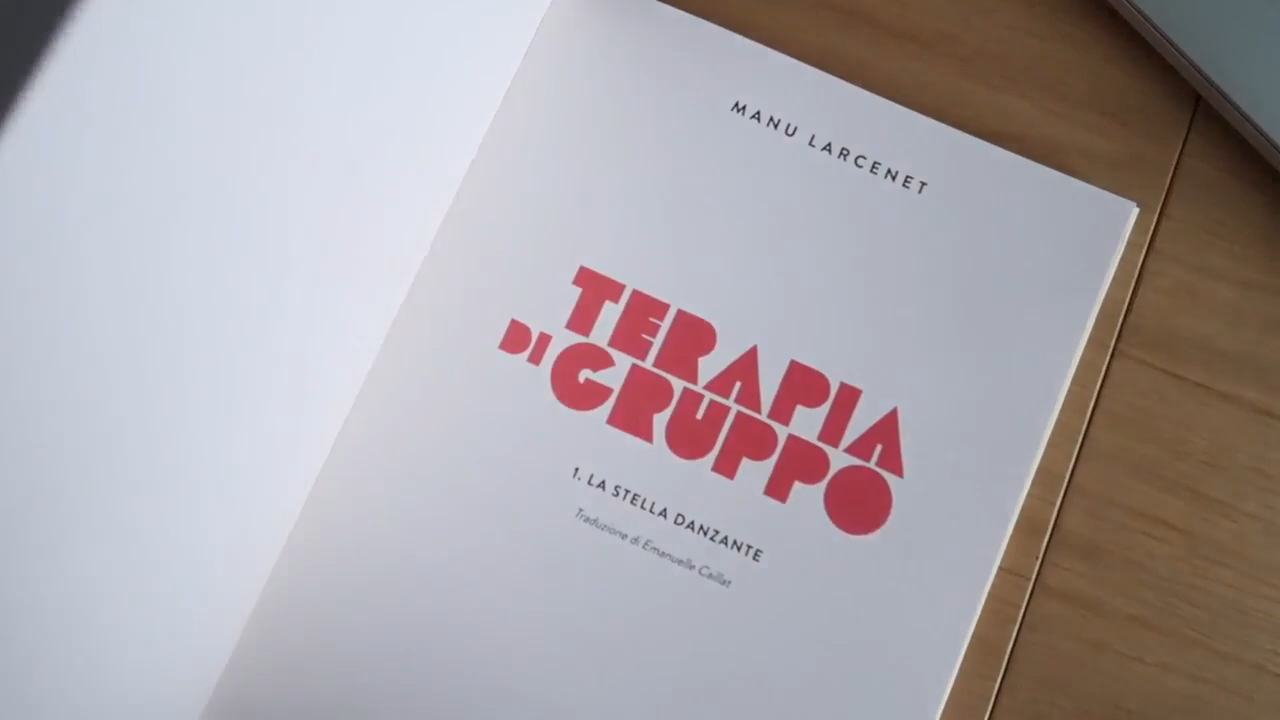 MANU LARCENET
TERAPIA
DI GRUPPO
1. LA STELLA DANZANTE
Traduzione di Emanuelle Caillat